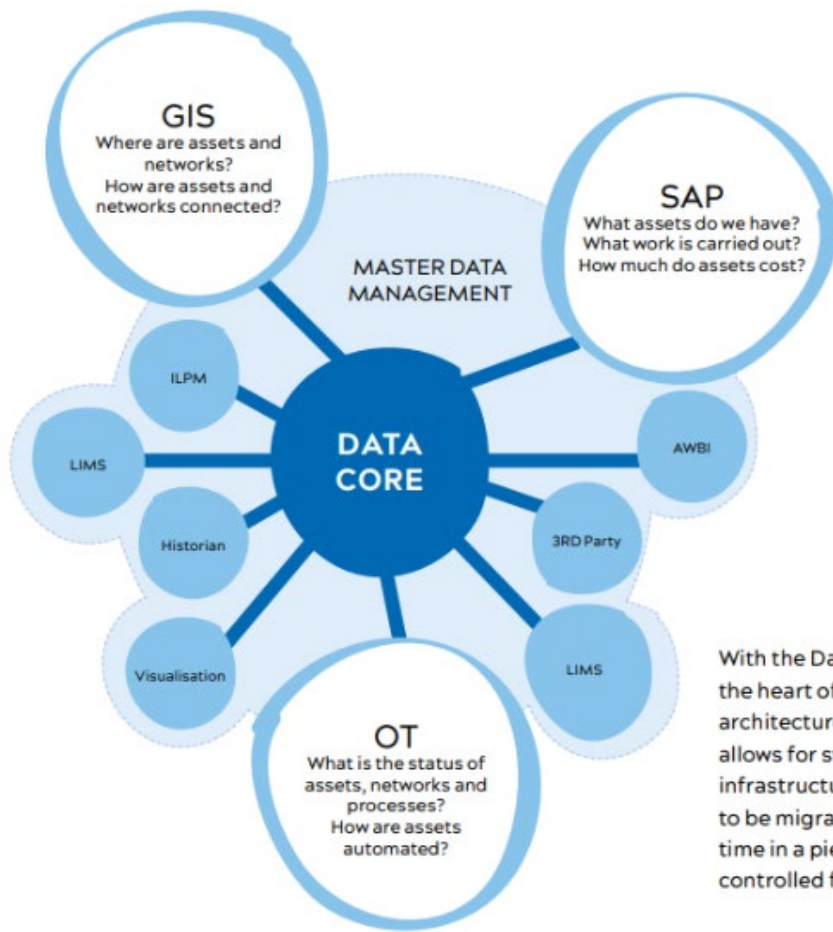 GIS
Where are assets and
networks?
How are assets and
networks connected?
SAP
What assets do we have?
What work is carried out?
How much do assets cost?
MASTER DATA
MANAGEMENT
ILPM
LIMS
DATA
CORE
AWBI
Historian
3RD Party
Visualisation
LIMS
OT
What is the status of
assets, networks and
processes?
How are assets
automated?
With the Da
the heart of
architecture
allows for s
infrastructu
to be migra
time in a pie
controlled f